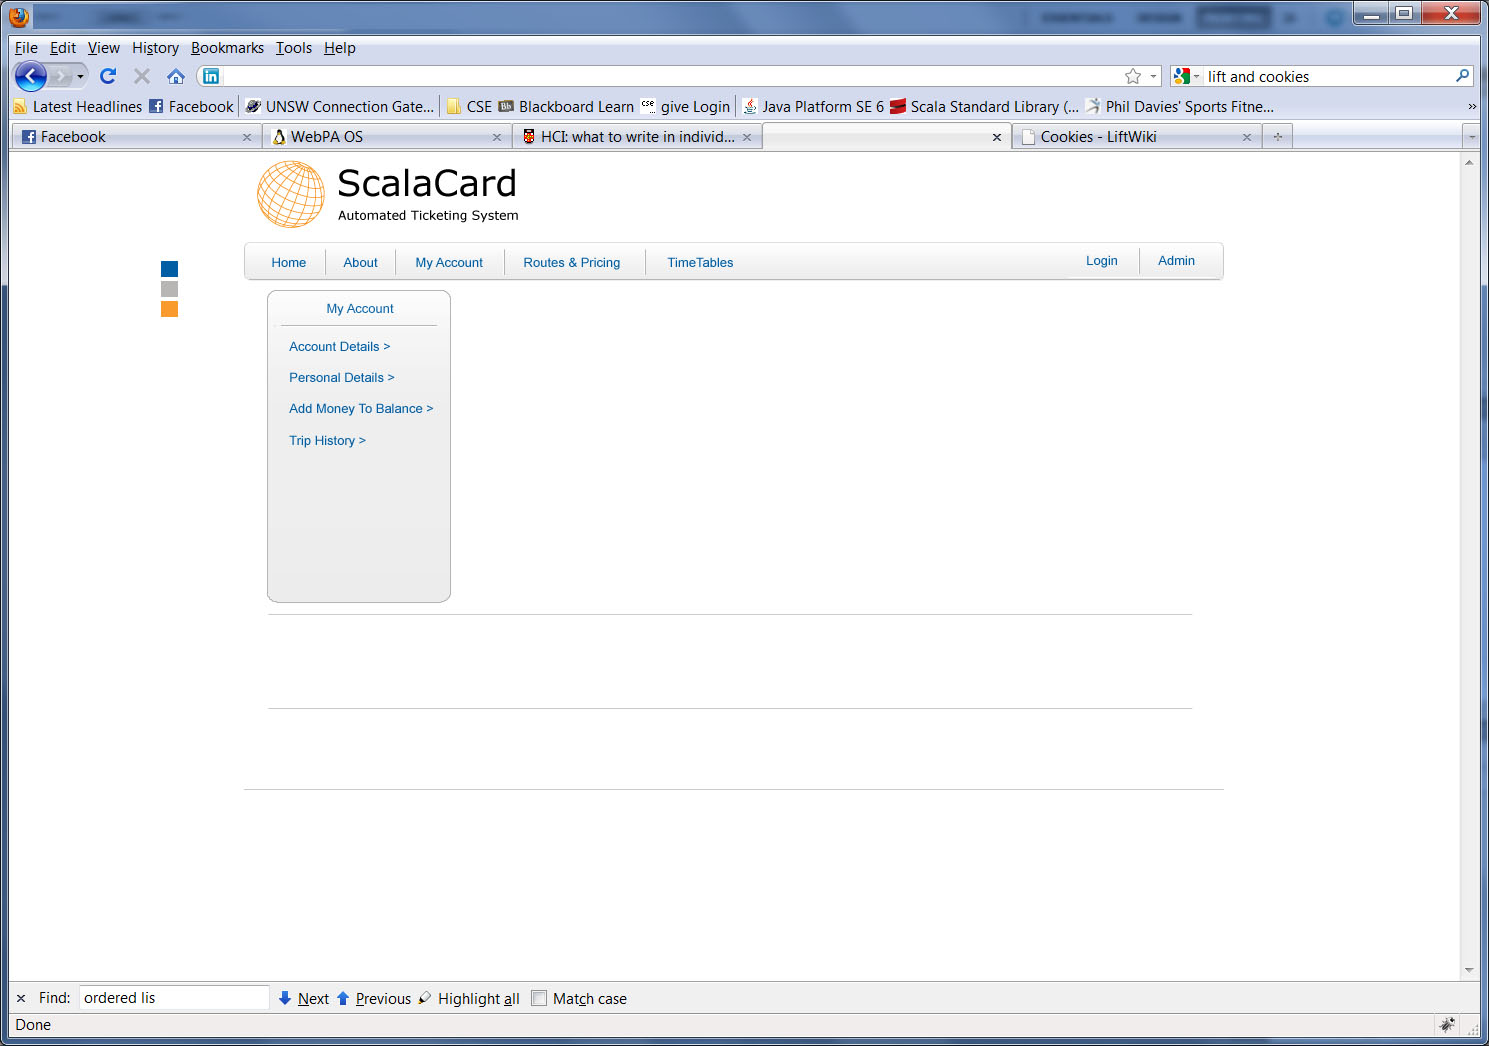 File Edit View History Bookmarks Tools Help
lift and cookies
Latest Headlines Facebook UNSW Connection Gate... CSE Bb Blackboard Learn cse give Login Java Platform SE 6 Scala Standard Library (... Phil Davies' Sports Fitne... »
Facebook WebPA OS HCI: what to write in individ... Cookies - LiftWiki
ScalaCard
Automated Ticketing System
Home About My Account Routes & Pricing TimeTables Login Admin
My Account
Account Details >
Personal Details >
Add Money To Balance >
Trip History >
Find: ordered lis Next Previous Highlight all Match case
Done